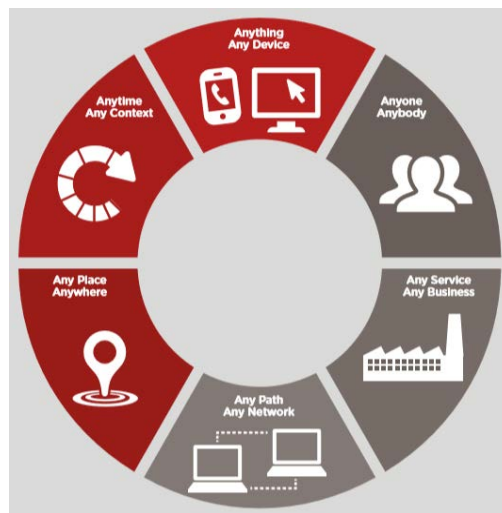 Anything
Any Device
Anyone
Anybody
Any Service
Any Business
Any Path
Any Network
Any Place
Anywhere
Anytime
Any Context